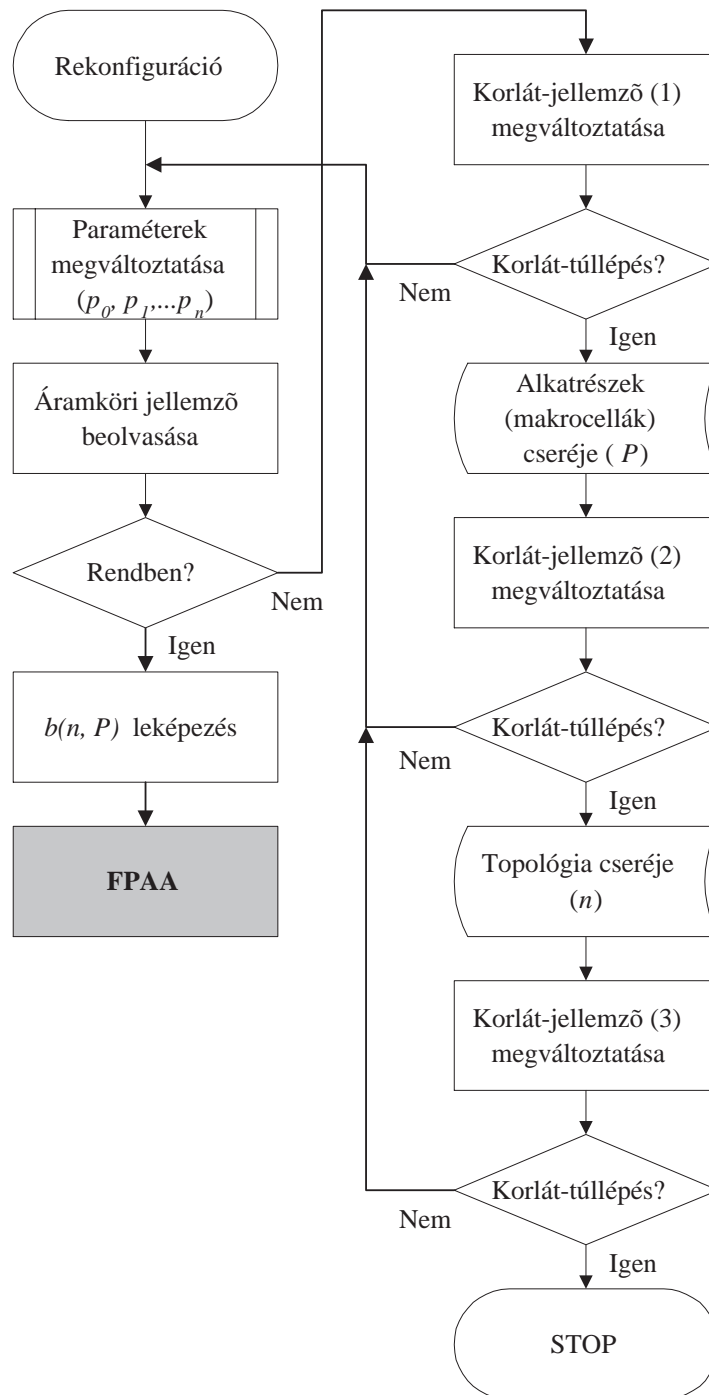 Rekonfiguráció
Paraméterek
megváltoztatása
(p₀, p₁,...pₙ)
Áramköri jellemzõ
beolvasása
Rendben?
Nem
Igen
b(n, P) leképezés
FPAA
Korlát-jellemzõ (1)
megváltoztatása
Korlát-túllépés?
Nem
Igen
Alkatrészek
(makrocellák)
cseréje ( P)
Korlát-jellemzõ (2)
megváltoztatása
Korlát-túllépés?
Nem
Igen
Topológia cseréje
(n)
Korlát-jellemzõ (3)
megváltoztatása
Korlát-túllépés?
Nem
Igen
STOP